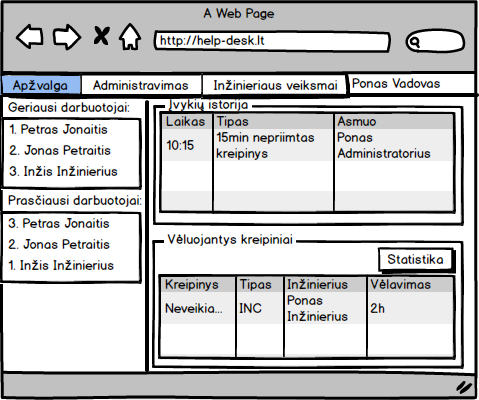 A Web Page
http://help-desk.lt
Apžvalga Administravimas Inžinieriaus veiksmai Ponas Vadovas
Geriausi darbuotojai:
1. Petras Jonaitis
2. Jonas Petraitis
3. Inžis Inžinierius
Prasčiausi darbuotojai:
3. Petras Jonaitis
2. Jonas Petraitis
1. Inžis Inžinierius
Įvykių istorija
Laikas Tipas Asmuo
10:15 15min nepriimtas kreipinys Ponas Administratorius
Vėluojantys kreipiniai
Statistika
Kreipinys Tipas Inžinierius Vėlavimas
Neveikia... INC Ponas Inžinierius 2h